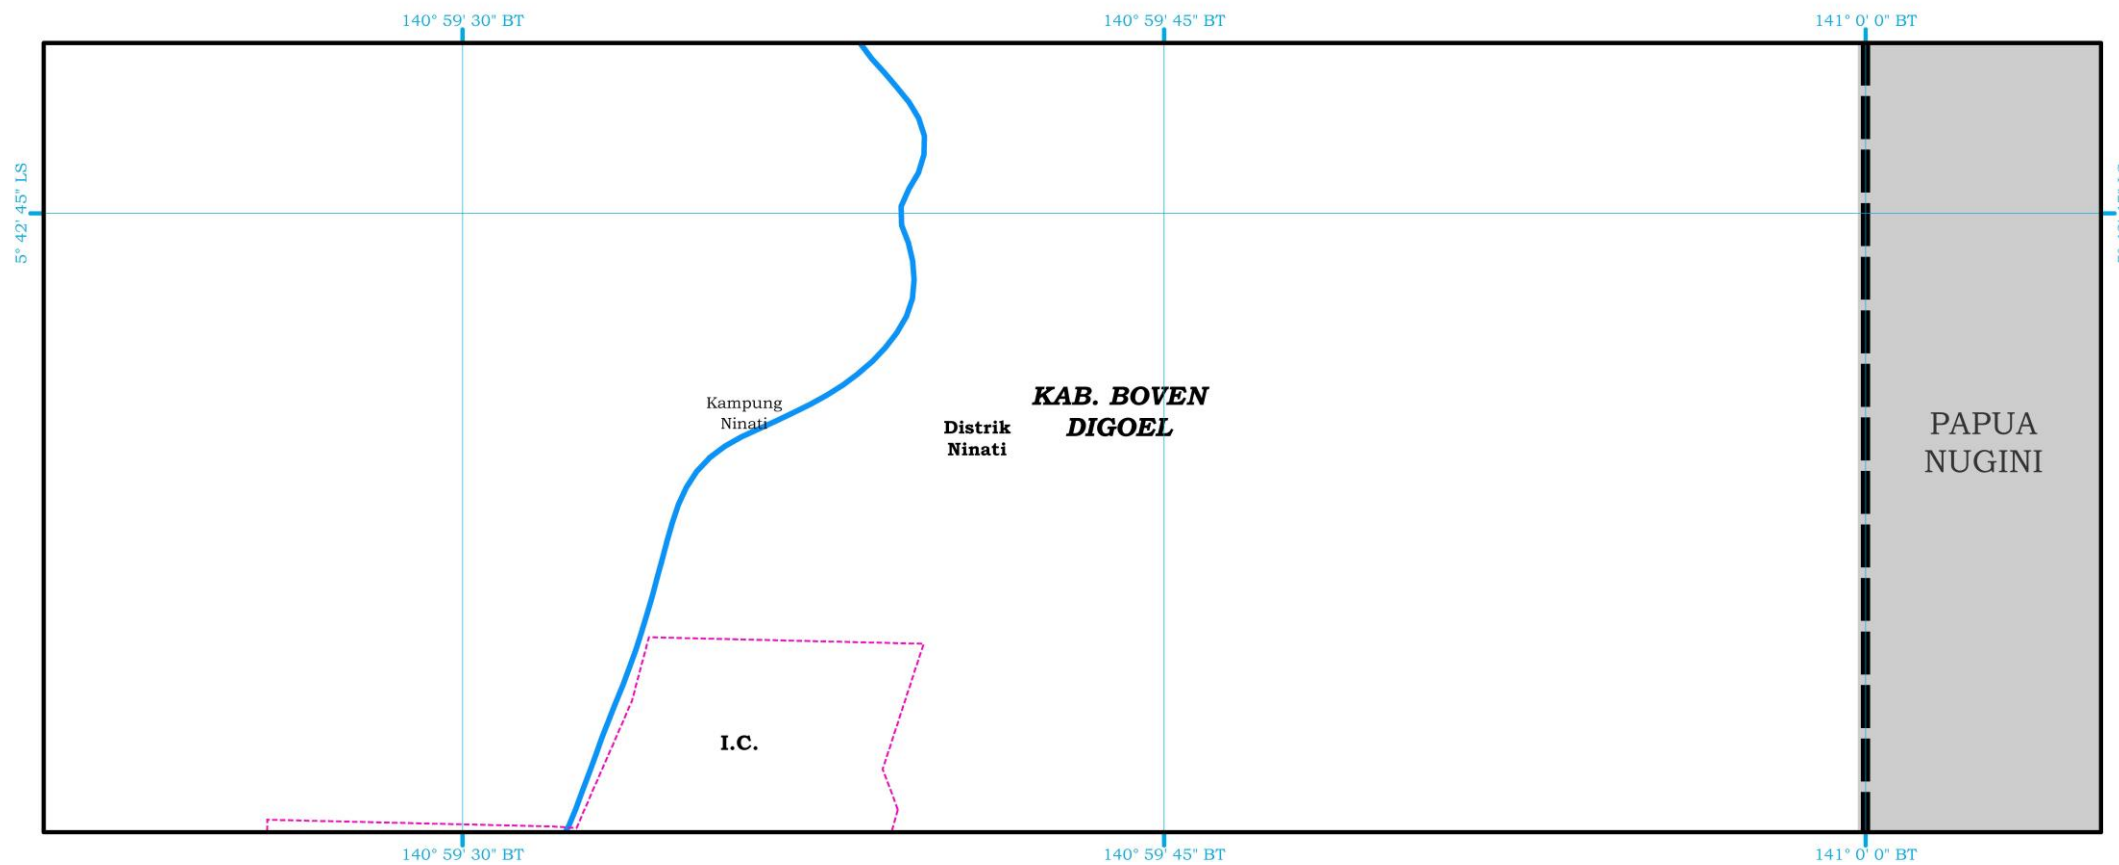 140° 59' 30" BT
140° 59' 45" BT
141° 0' 0" BT
5° 42' 45" LS
KAB. BOVEN
DIGOEL
Kampung
Ninati
Distrik
Ninati
PAPUA
NUGINI
I.C.
140° 59' 30" BT
140° 59' 45" BT
141° 0' 0" BT